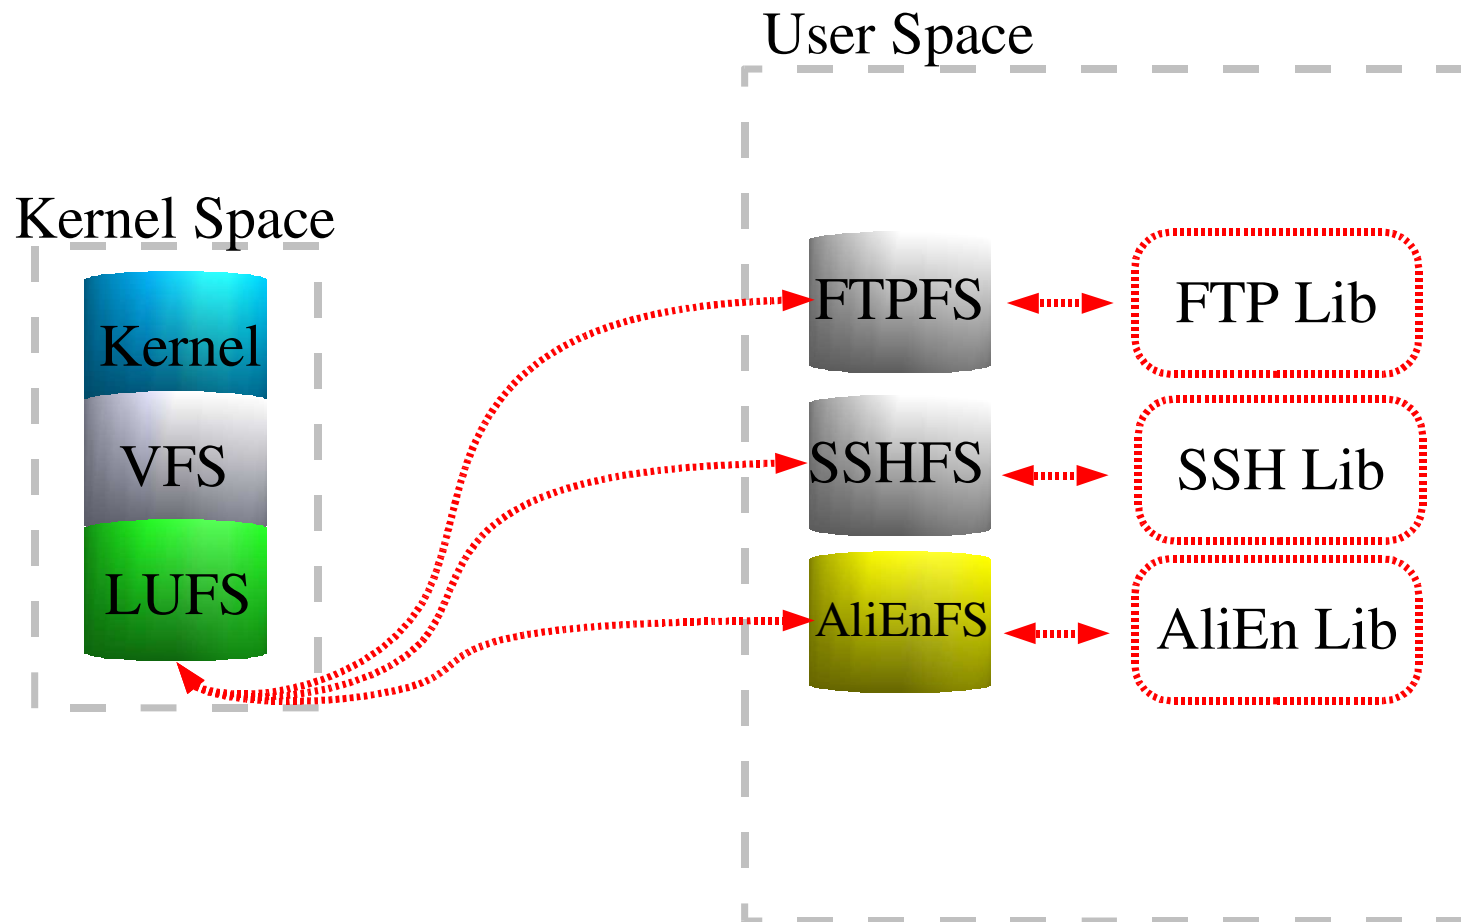 User Space
Kernel Space
Kernel
VFS
LUFS
FTPFS
FTP Lib
SSHFS
SSH Lib
AliEnFS
AliEn Lib